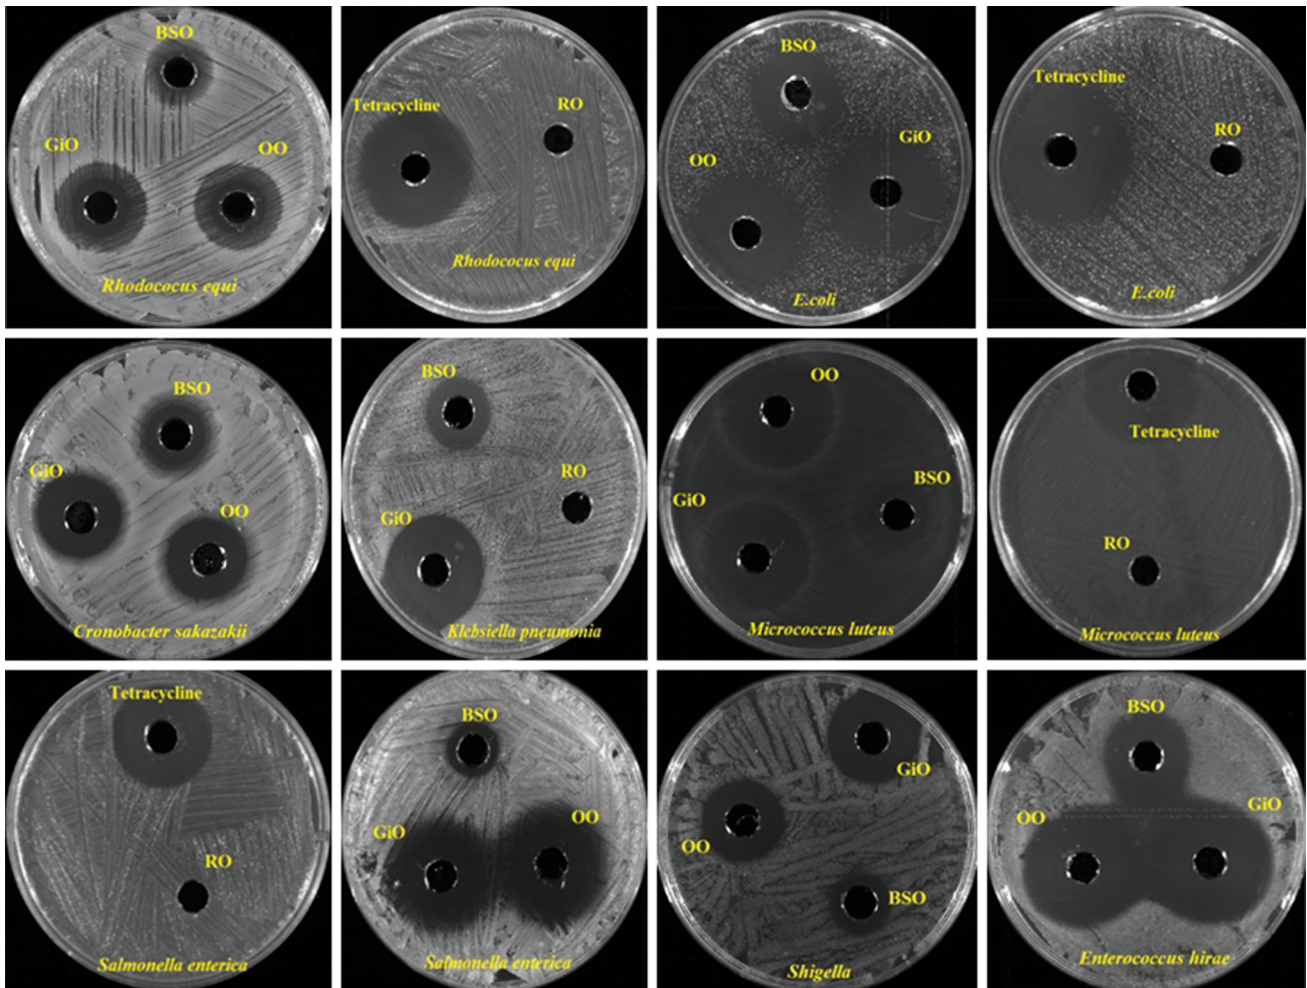 BSO
GiO
OO
Rhodococus equi
Tetracycline
RO
Rhodococus equi
BSO
GiO
OO
E.coli
Tetracycline
RO
E.coli
BSO
GiO
OO
Cronobacter sakazakii
BSO
RO
GiO
Klebsiella pneumonia
OO
GiO
BSO
Micrococcus luteus
Tetracycline
RO
Micrococcus luteus
Tetracycline
RO
Salmonella enterica
BSO
GiO
OO
Salmonella enterica
GiO
OO
BSO
Shigella
BSO
OO
GiO
Enterococcus hirae